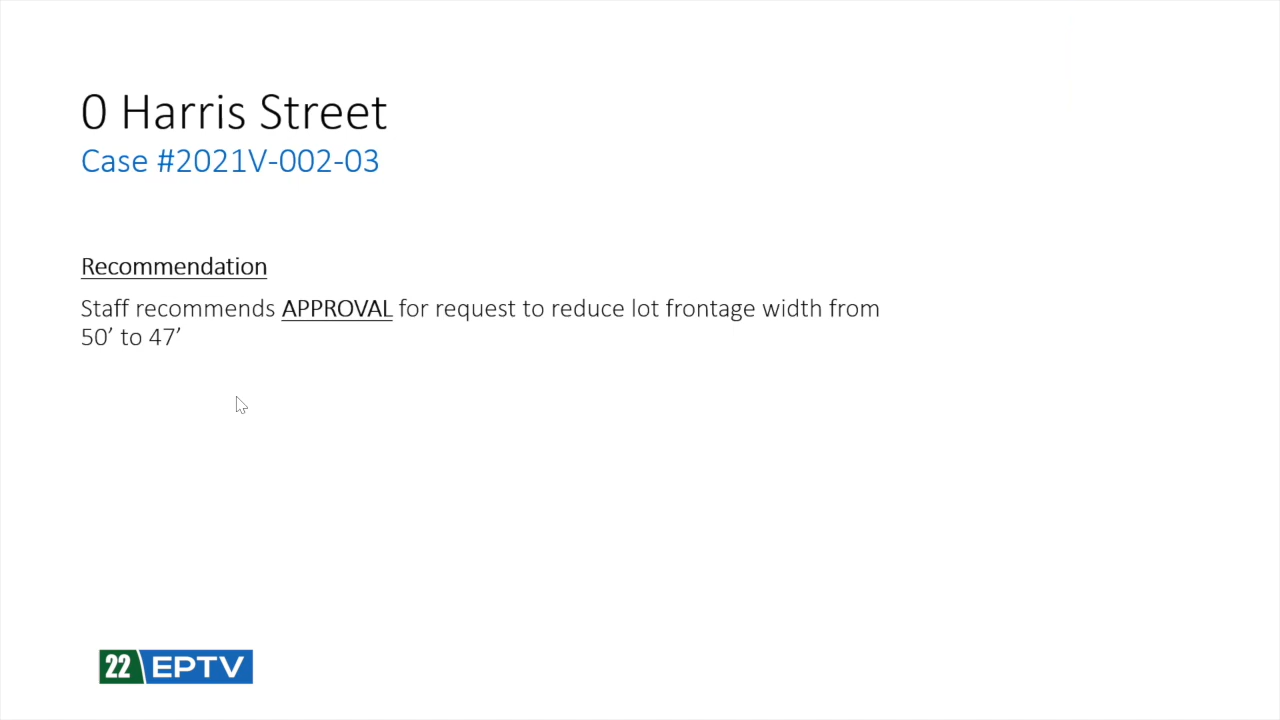 0 Harris Street
Case #2021V-002-03
Recommendation
Staff recommends APPROVAL for request to reduce lot frontage width from
50’ to 47’
22 EPTV